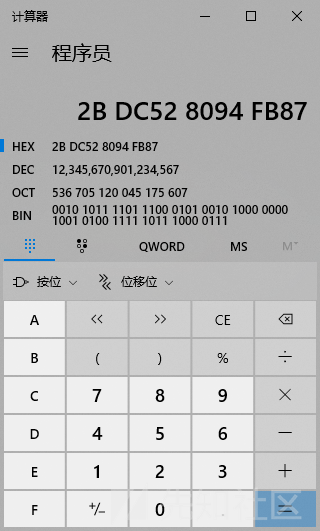 计算器
程序员
2B DC52 8094 FB87
HEX 2B DC52 8094 FB87
DEC 12,345,670,901,234,567
OCT 536 705 120 045 175 607
BIN 0010 1011 1101 1100 0101 0010 1000 0000
1001 0100 1111 1011 1000 0111
QWORD MS M˅
按位 位移位
A << >> CE
B ( ) % ÷
C 7 8 9 ×
D 4 5 6 −
E 1 2 3 +
F +/− 0 . =